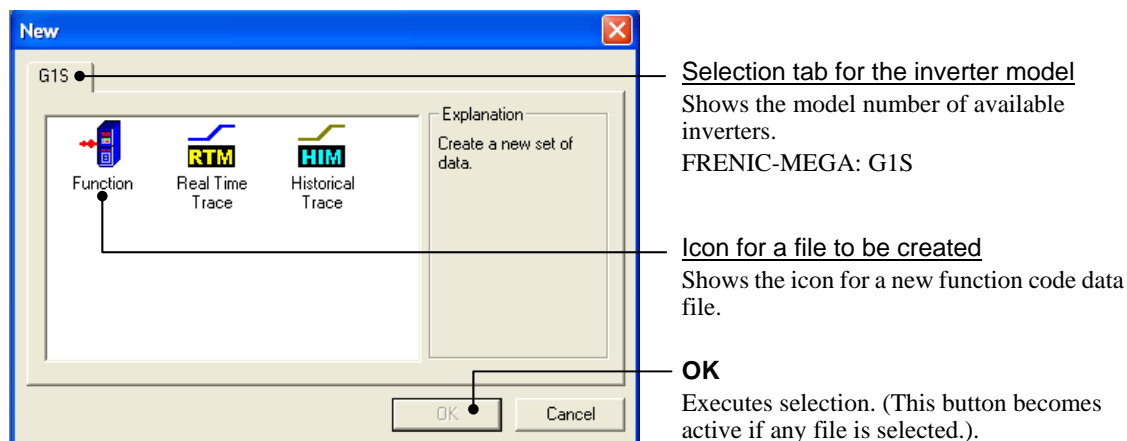 New
G1S
Explanation
Create a new set of
data.
RTM
HIM
Function
Real Time
Trace
Historical
Trace
OK
Cancel
Selection tab for the inverter model
Shows the model number of available
inverters.
FRENIC-MEGA: G1S
Icon for a file to be created
Shows the icon for a new function code data
file.
OK
Executes selection. (This button becomes
active if any file is selected.).